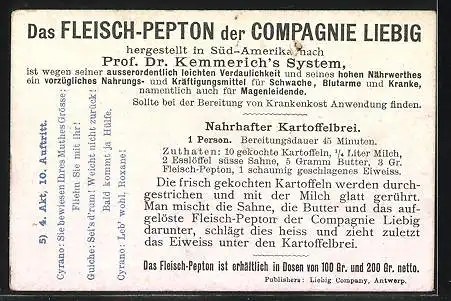 Das FLEISCH-PEPTON der COMPAGNIE LIEBIG
hergestellt in Süd-Amerika nach
Prof. Dr. Kemmerich's System,
ist wegen seiner ausserordentlich leichten Verdaulichkeit und seines hohen Nährwerthes
ein vorzügliches Nahrungs- und Kräftigungsmittel für Schwache, Blutarme und Kranke,
namentlich auch für Magenleidende.
Sollte bei der Bereitung von Krankenkost Anwendung finden.
5) 4. Akt, 10. Auftritt.
Cyrano: Sie bewiesen Ihres Muthes Grösse;
Flieh'n Sie mit ihr!
Guiche: Sei's d'rum! Weicht nicht zurück!
Bald kommt ja Hülfe.
Cyrano: Leb' wohl, Roxane!
Nahrhafter Kartoffelbrei.
1 Person. Bereitungsdauer 45 Minuten.
Zuthaten: 10 gekochte Kartoffeln, ¼ Liter Milch,
2 Esslöffel süsse Sahne, 5 Gramm Butter, 3 Gr.
Fleisch-Pepton, 1 schaumig geschlagenes Eiweiss.
Die frisch gekochten Kartoffeln werden durch-
gestrichen und mit der Milch glatt gerührt.
Man mischt die Sahne, die Butter und das auf-
gelöste Fleisch-Pepton der Compagnie Liebig
darunter, schlägt dies heiss und zieht zuletzt
das Eiweiss unter den Kartoffelbrei.
Das Fleisch-Pepton ist erhältlich in Dosen von 100 Gr. und 200 Gr. netto.
Publishers: Liebig Company, Antwerp.